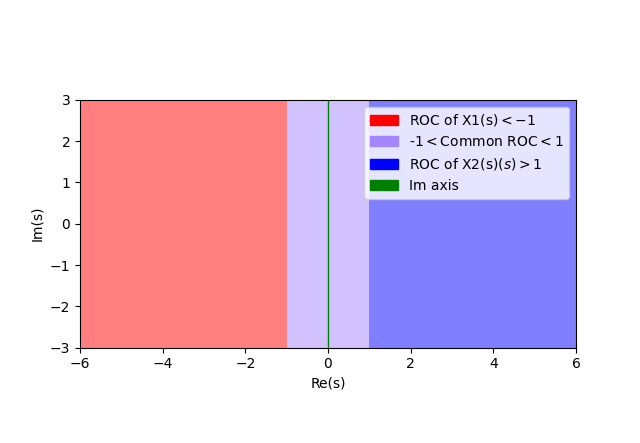 3
2
1
0
−1
−2
−3
−6
−4
−2
0
2
4
6
Im(s)
Re(s)
ROC of X1(s) < −1
-1 < Common ROC < 1
ROC of X2(s)(s) > 1
Im axis